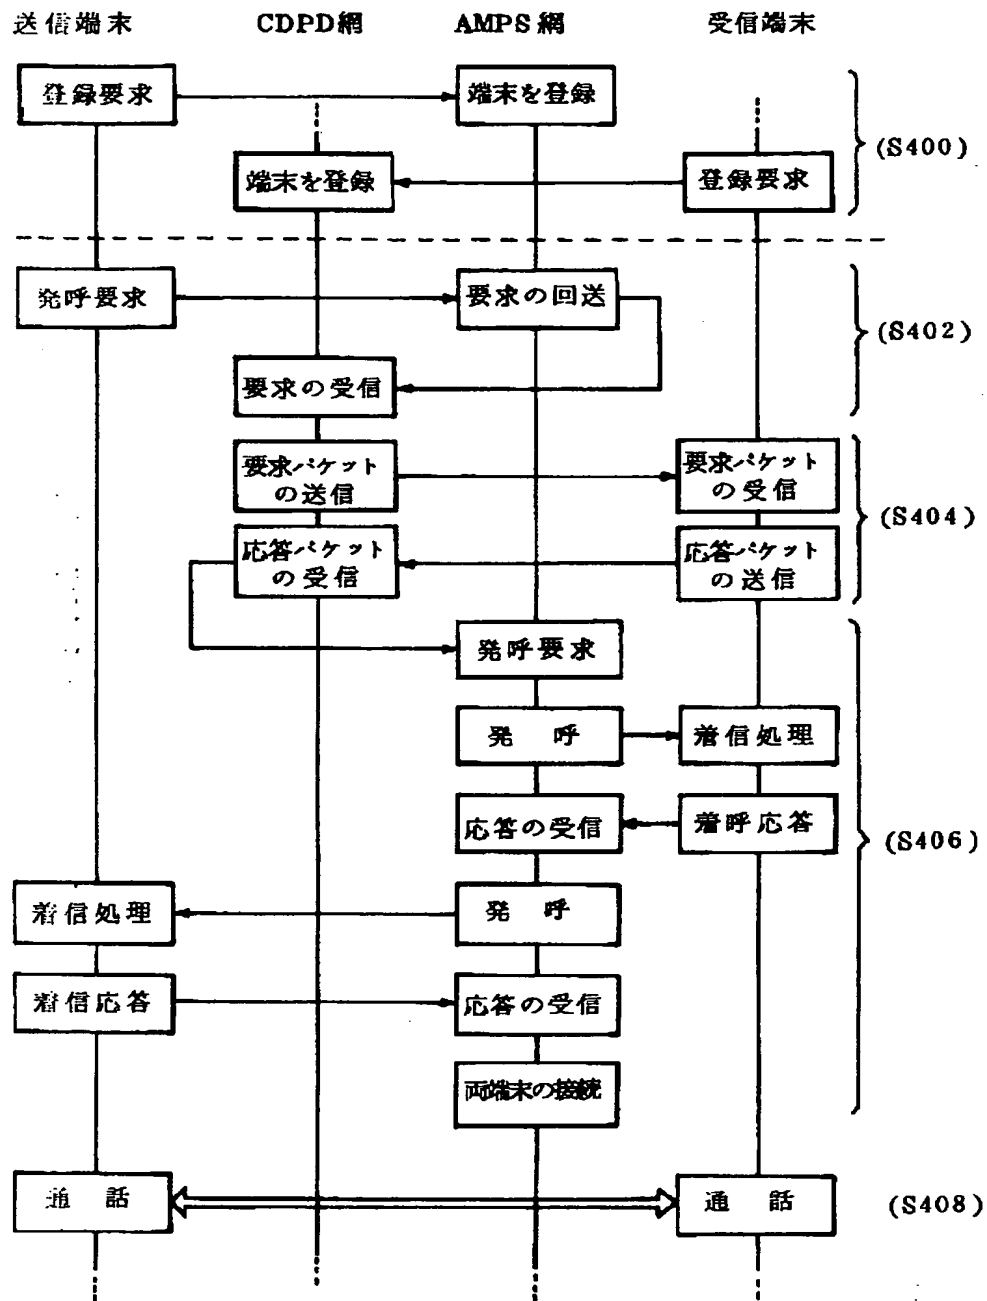 送信端末 CDPD網 AMPS網 受信端末
登録要求 端末を登録
(S400)
端末を登録 登録要求
発呼要求 要求の回送
(S402)
要求の受信
要求パケット
の送信
要求パケット
の受信
(S404)
応答パケット
の受信
応答パケット
の送信
発呼要求
発呼 着信処理
応答の受信 着呼応答
(S406)
着信処理 発呼
着信応答 応答の受信
両端末の接続
通話 通話
(S408)